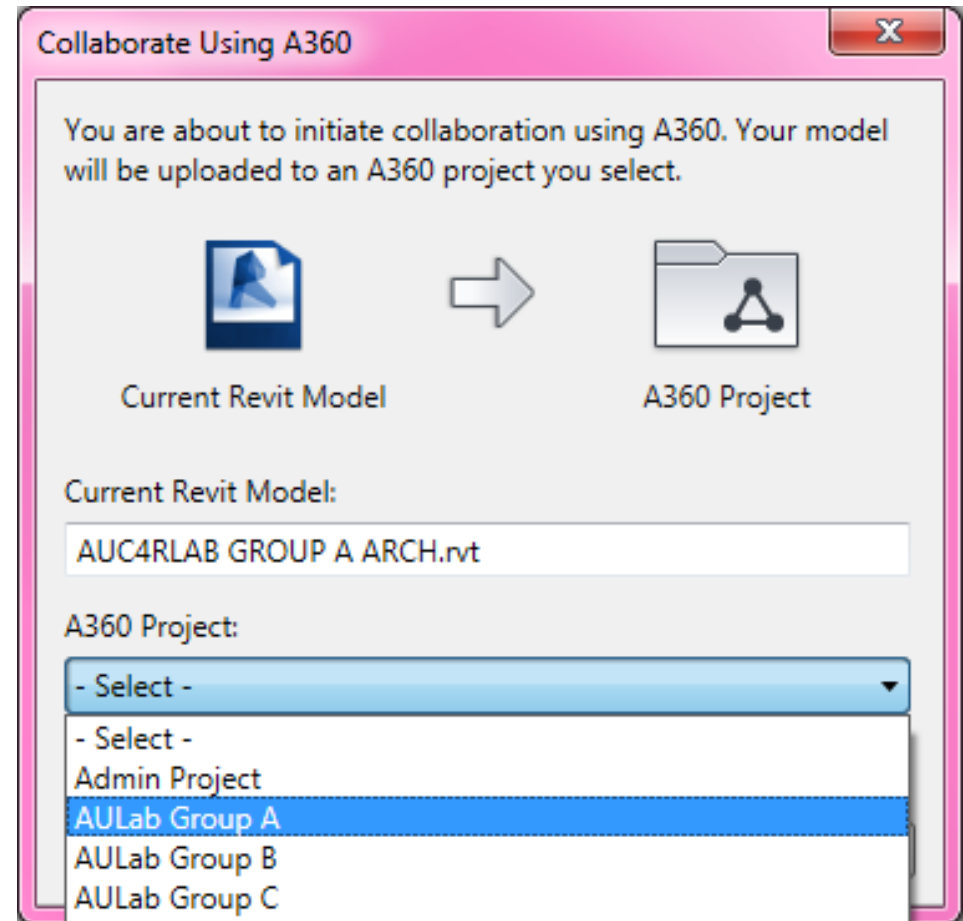 Collaborate Using A360
You are about to initiate collaboration using A360. Your model
will be uploaded to an A360 project you select.
Current Revit Model
A360 Project
Current Revit Model:
AUC4RLAB GROUP A ARCH.rvt
A360 Project:
- Select -
- Select -
Admin Project
AULab Group A
AULab Group B
AULab Group C